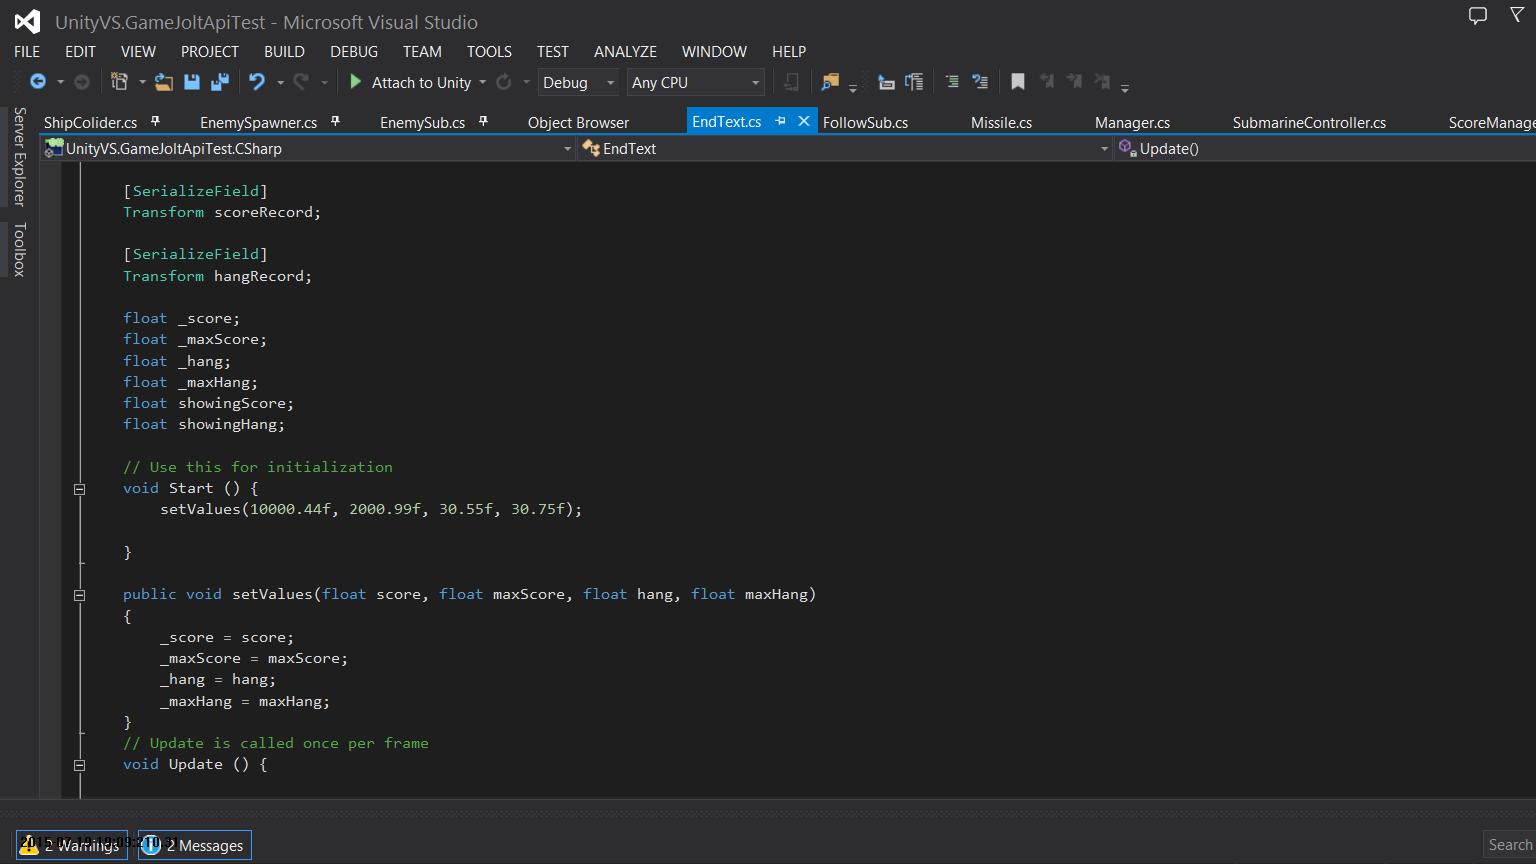 UnityVS.GameJoltApiTest - Microsoft Visual Studio
FILE EDIT VIEW PROJECT BUILD DEBUG TEAM TOOLS TEST ANALYZE WINDOW HELP
Attach to Unity Debug Any CPU
ShipColider.cs EnemySpawner.cs EnemySub.cs Object Browser EndText.cs FollowSub.cs Missile.cs Manager.cs SubmarineController.cs ScoreManage
UnityVS.GameJoltApiTest.CSharp EndText Update()
Server Explorer
Toolbox
[SerializeField]
Transform scoreRecord;
[SerializeField]
Transform hangRecord;
float _score;
float _maxScore;
float _hang;
float _maxHang;
float showingScore;
float showingHang;
// Use this for initialization
void Start () {
setValues(10000.44f, 2000.99f, 30.55f, 30.75f);
}
public void setValues(float score, float maxScore, float hang, float maxHang)
{
_score = score;
_maxScore = maxScore;
_hang = hang;
_maxHang = maxHang;
}
// Update is called once per frame
void Update () {
2 Warnings 2 Messages
Search